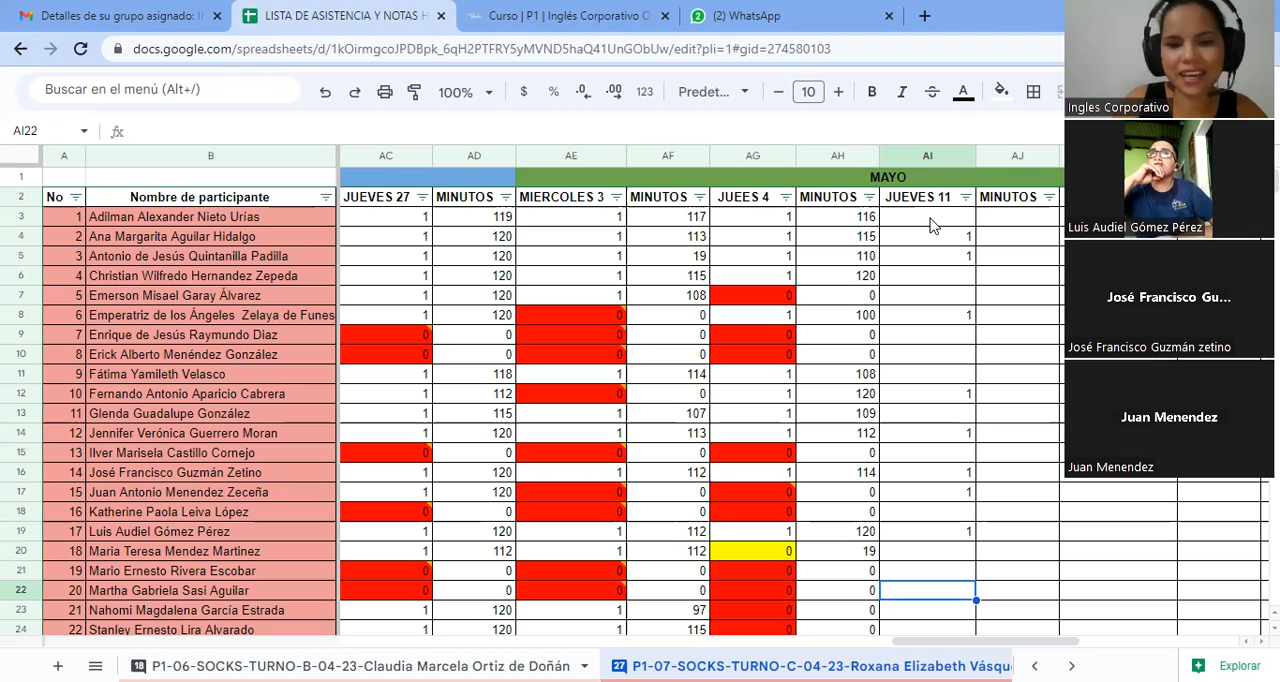 Detalles de su grupo asignado: IN
LISTA DE ASISTENCIA Y NOTAS H
Curso | P1 | Inglés Corporativo O
(2) WhatsApp
docs.google.com/spreadsheets/d/1kOirmgcoJPDBpk_6qH2PTFRY5yMVND5haQ41UnGObUw/edit?pli=1#gid=274580103
Buscar en el menú (Alt+/)
100%
$ % .0 .00 123
Predet...
10
B I A
AI22
fx
A B AC AD AE AF AG AH AI AJ
1 MAYO
2 No Nombre de participante JUEVES 27 MINUTOS MIERCOLES 3 MINUTOS JUEES 4 MINUTOS JUEVES 11 MINUTOS
3 1 Adilman Alexander Nieto Urías 1 119 1 117 1 116
4 2 Ana Margarita Aguilar Hidalgo 1 120 1 113 1 115 1
5 3 Antonio de Jesús Quintanilla Padilla 1 120 1 19 1 110 1
6 4 Christian Wilfredo Hernandez Zepeda 1 120 1 115 1 120
7 5 Emerson Misael Garay Álvarez 1 120 1 108 0 0
8 6 Emperatriz de los Ángeles Zelaya de Funes 1 120 0 0 1 100 1
9 7 Enrique de Jesús Raymundo Diaz 0 0 0 0 0 0
10 8 Erick Alberto Menéndez González 0 0 0 0 0 0
11 9 Fátima Yamileth Velasco 1 118 1 114 1 108
12 10 Fernando Antonio Aparicio Cabrera 1 112 0 0 1 120 1
13 11 Glenda Guadalupe González 1 115 1 107 1 109
14 12 Jennifer Verónica Guerrero Moran 1 120 1 113 1 112 1
15 13 Ilver Marisela Castillo Cornejo 0 0 0 0 0 0
16 14 José Francisco Guzmán Zetino 1 120 1 112 1 114 1
17 15 Juan Antonio Menendez Zeceña 1 120 0 0 0 0 1
18 16 Katherine Paola Leiva López 0 0 0 0 0 0
19 17 Luis Audiel Gómez Pérez 1 120 1 112 1 120 1
20 18 Maria Teresa Mendez Martinez 1 112 1 112 0 19
21 19 Mario Ernesto Rivera Escobar 0 0 0 0 0 0
22 20 Martha Gabriela Sasi Aguilar 0 0 0 0 0 0
23 21 Nahomi Magdalena García Estrada 1 120 1 97 0 0
24 22 Stanley Ernesto Lira Alvarado 1 120 1 115 0 0
18 P1-06-SOCKS-TURNO-B-04-23-Claudia Marcela Ortiz de Doñán
27 P1-07-SOCKS-TURNO-C-04-23-Roxana Elizabeth Vásqu
Explorar
Ingles Corporativo
Luis Audiel Gómez Pérez
José Francisco Gu...
José Francisco Guzmán zetino
Juan Menendez
Juan Menendez